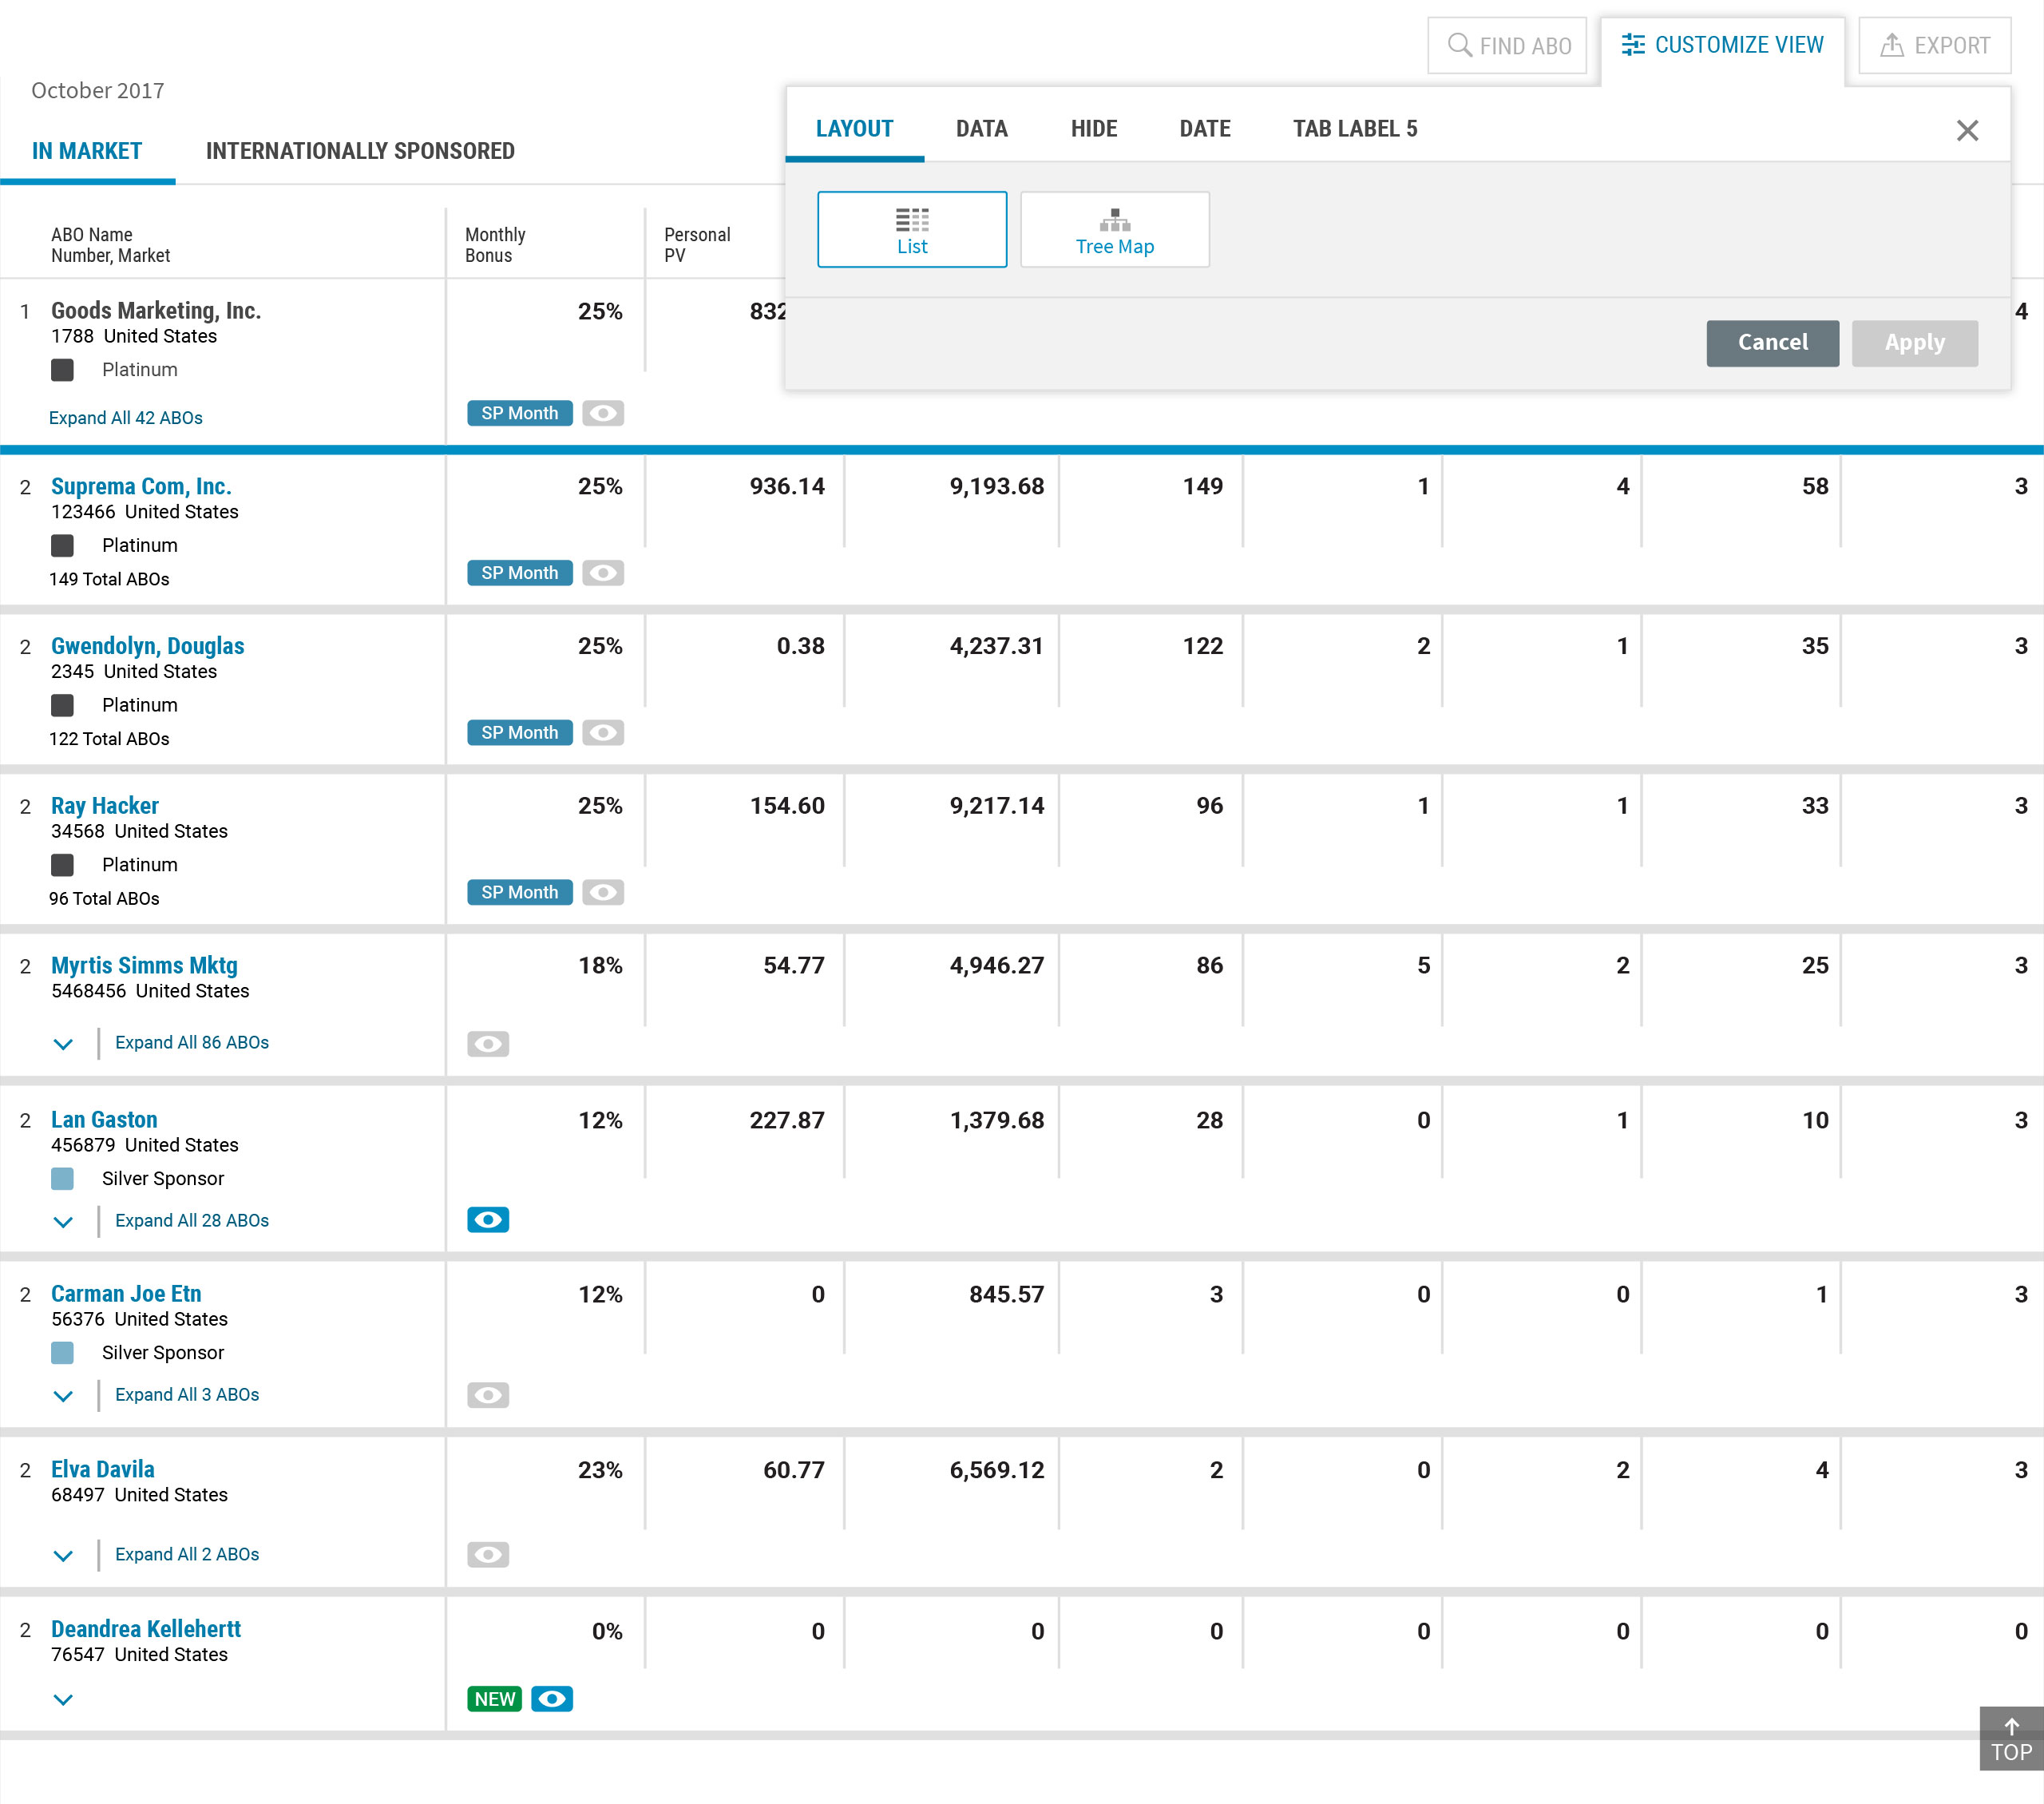 FIND ABO
CUSTOMIZE VIEW
EXPORT
October 2017
IN MARKET
INTERNATIONALLY SPONSORED
LAYOUT
DATA
HIDE
DATE
TAB LABEL 5
List
Tree Map
Cancel
Apply
ABO Name
Number, Market
Monthly
Bonus
Personal
PV
1 Goods Marketing, Inc. 25% 832 4
1788 United States
Platinum
Expand All 42 ABOs
SP Month
2 Suprema Com, Inc. 25% 936.14 9,193.68 149 1 4 58 3
123466 United States
Platinum
149 Total ABOs
SP Month
2 Gwendolyn, Douglas 25% 0.38 4,237.31 122 2 1 35 3
2345 United States
Platinum
122 Total ABOs
SP Month
2 Ray Hacker 25% 154.60 9,217.14 96 1 1 33 3
34568 United States
Platinum
96 Total ABOs
SP Month
2 Myrtis Simms Mktg 18% 54.77 4,946.27 86 5 2 25 3
5468456 United States
Expand All 86 ABOs
2 Lan Gaston 12% 227.87 1,379.68 28 0 1 10 3
456879 United States
Silver Sponsor
Expand All 28 ABOs
2 Carman Joe Etn 12% 0 845.57 3 0 0 1 3
56376 United States
Silver Sponsor
Expand All 3 ABOs
2 Elva Davila 23% 60.77 6,569.12 2 0 2 4 3
68497 United States
Expand All 2 ABOs
2 Deandrea Kellehertt 0% 0 0 0 0 0 0 0
76547 United States
NEW
TOP